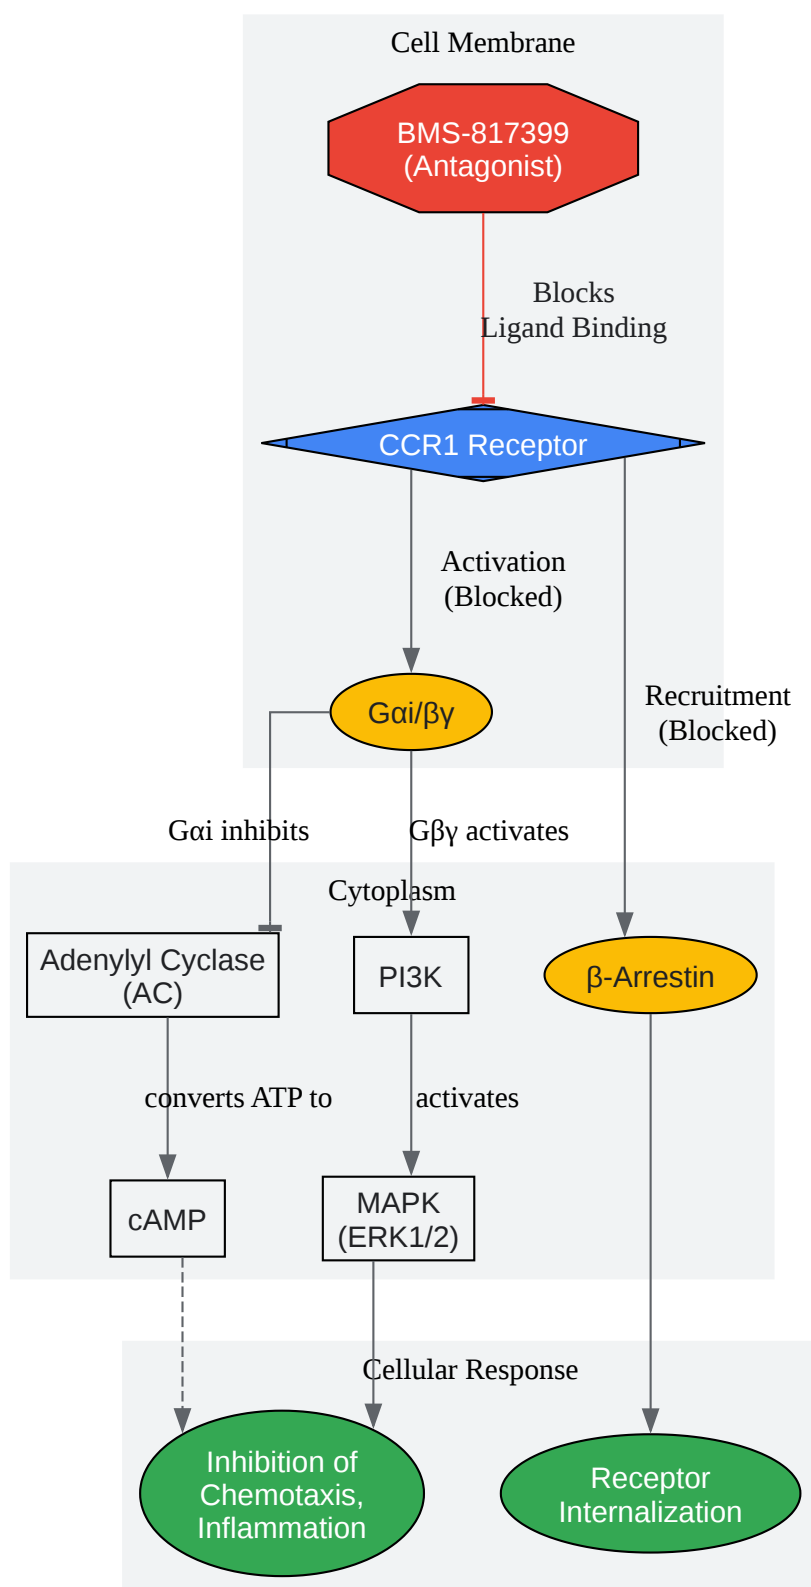 Cell Membrane
BMS-817399
(Antagonist)
Blocks
Ligand Binding
CCR1 Receptor
Activation
(Blocked)
Recruitment
(Blocked)
Gαi/βγ
Gαi inhibits
Gβγ activates
Cytoplasm
Adenylyl Cyclase
(AC)
PI3K
β-Arrestin
converts ATP to
activates
cAMP
MAPK
(ERK1/2)
Cellular Response
Inhibition of
Chemotaxis,
Inflammation
Receptor
Internalization